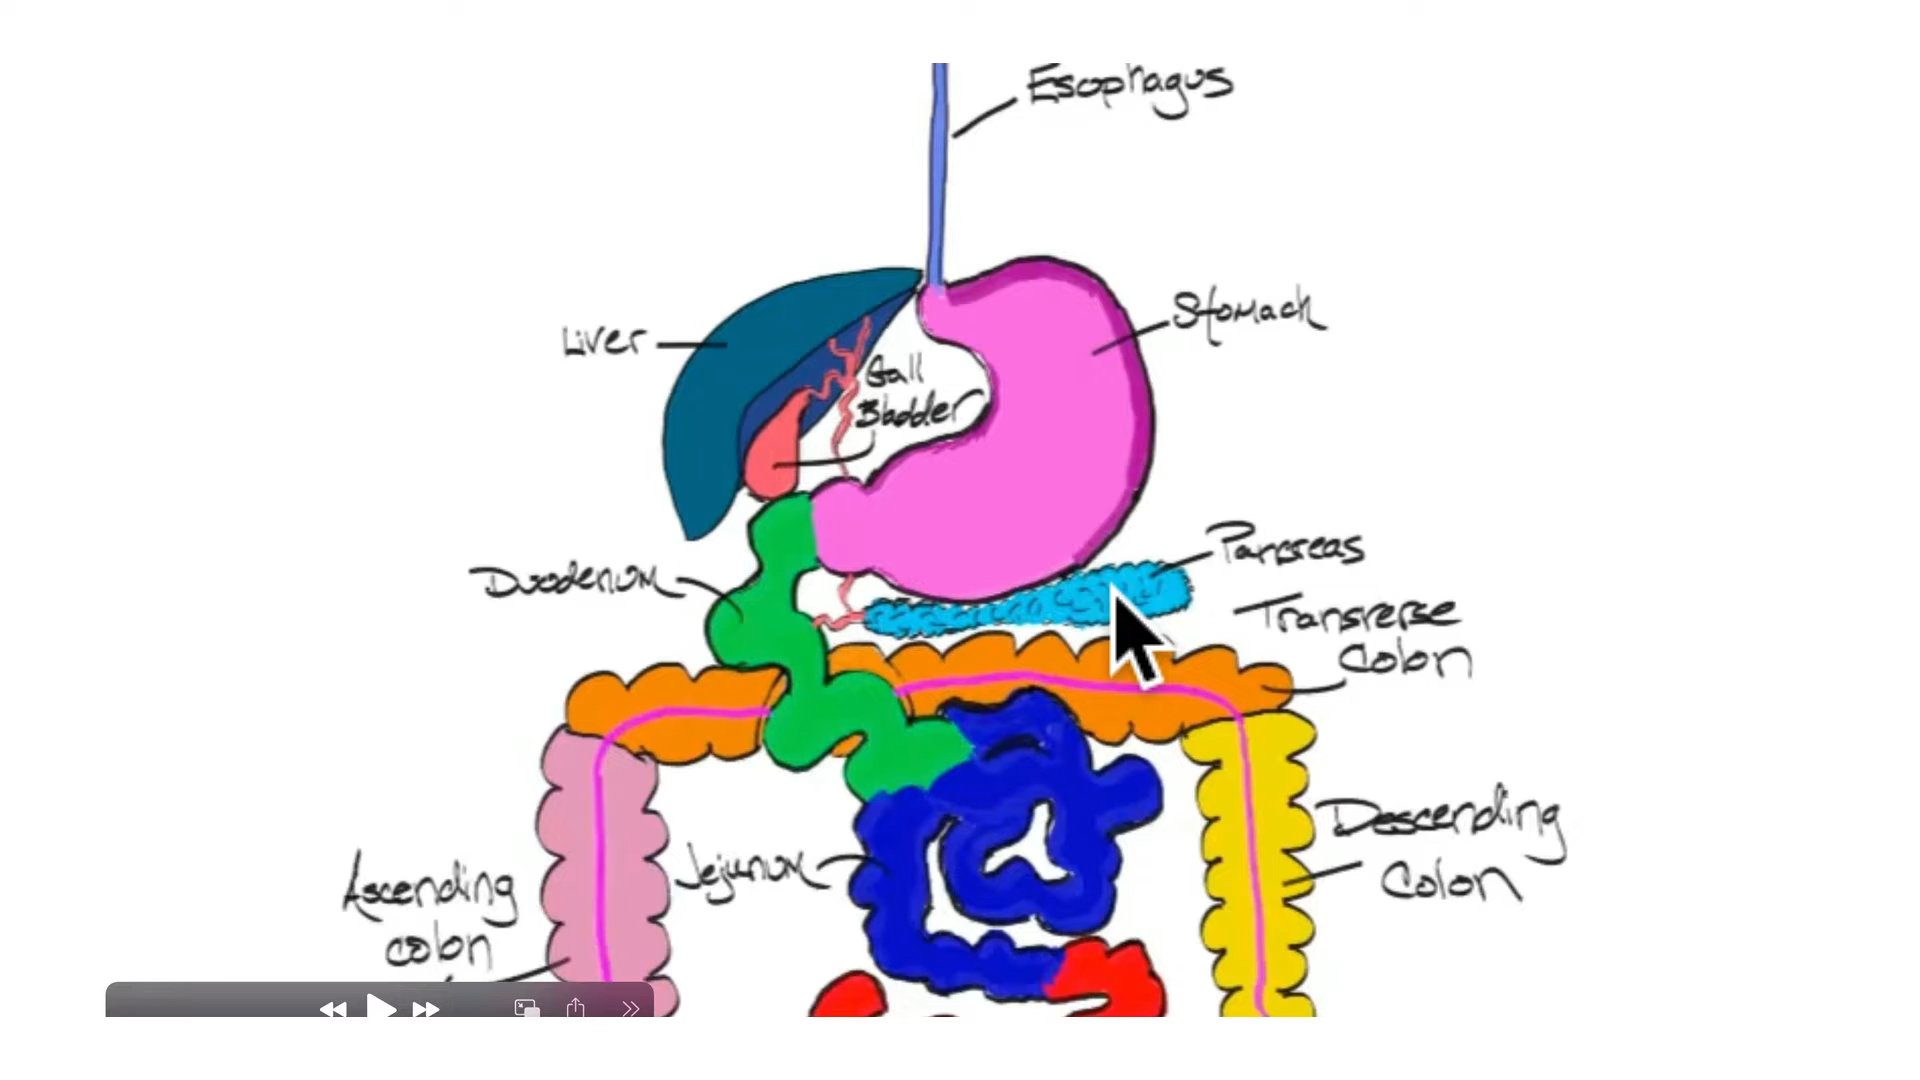 Esophagus
Stomach
Liver
Gall
Bladder
Pancreas
Duodenum
Transverse
Colon
Descending
Colon
Jejunum
Ascending
colon